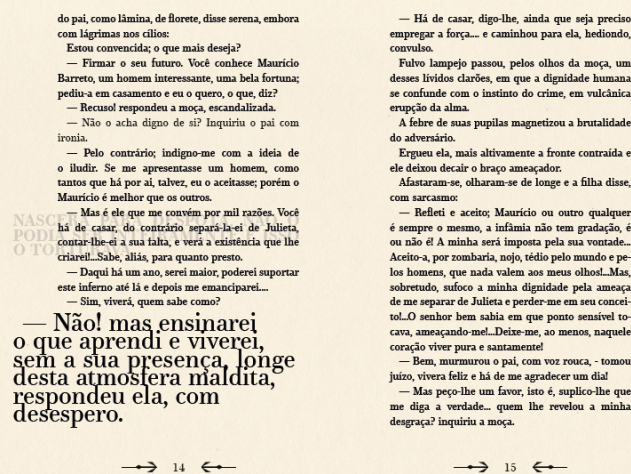 do pai, como lâmina, de florete, disse serena, embora
com lágrimas nos cílios:
Estou convencida; o que mais deseja?
— Firmar o seu futuro. Você conhece Maurício
Barreto, um homem interessante, uma bela fortuna;
pediu-a em casamento e eu o quero, o que, diz?
— Recuso! respondeu a moça, escandalizada.
— Não o acha digno de si? Inquiriu o pai com
ironia.
— Pelo contrário; indigno-me com a ideia de
o iludir. Se me apresentasse um homem, como
tantos que há por ai, talvez, eu o aceitasse; porém o
Maurício é melhor que os outros.
— Mas é ele que me convém por mil razões. Você
há de casar, do contrário separá-la-ei de Julieta,
contar-lhe-ei a sua falta, e verá a existência que lhe
criarei!...Sabe, aliás, para quanto presto.
— Daqui há um ano, serei maior, poderei suportar
este inferno até lá e depois me emanciparei....
— Sim, viverá, quem sabe como?
NASCERA PARA DÉSPOTA, NÃO O
PODIA SER INTEIRAMENTE E ISSO
O TORTURAVA
— Não! mas ensinarei
o que aprendi e viverei,
sem a sua presença, longe
desta atmosfera maldita,
respondeu ela, com
desespero.
14
— Há de casar, digo-lhe, ainda que seja preciso
empregar a força.... e caminhou para ela, hediondo,
convulso.
Fulvo lampejo passou, pelos olhos da moça, um
desses lívidos clarões, em que a dignidade humana
se confunde com o instinto do crime, em vulcânica
erupção da alma.
A febre de suas pupilas magnetizou a brutalidade
do adversário.
Ergueu ela, mais altivamente a fronte contraída e
ele deixou decair o braço ameaçador.
Afastaram-se, olharam-se de longe e a filha disse,
com sarcasmo:
— Refleti e aceito; Maurício ou outro qualquer
é sempre o mesmo, a infâmia não tem gradação, é
ou não é! A minha será imposta pela sua vontade...
Aceito-a, por zombaria, nojo, tédio pelo mundo e pe-
los homens, que nada valem aos meus olhos!...Mas,
sobretudo, sufoco a minha dignidade pela ameaça
de me separar de Julieta e perder-me em seu concei-
to!...O senhor bem sabia em que ponto sensível to-
cava, ameaçando-me!...Deixe-me, ao menos, naquele
coração viver pura e santamente!
— Bem, murmurou o pai, com voz rouca, - tomou
juízo, vivera feliz e há de me agradecer um dia!
— Mas peço-lhe um favor, isto é, suplico-lhe que
me diga a verdade... quem lhe revelou a minha
desgraça? inquiriu a moça.
15